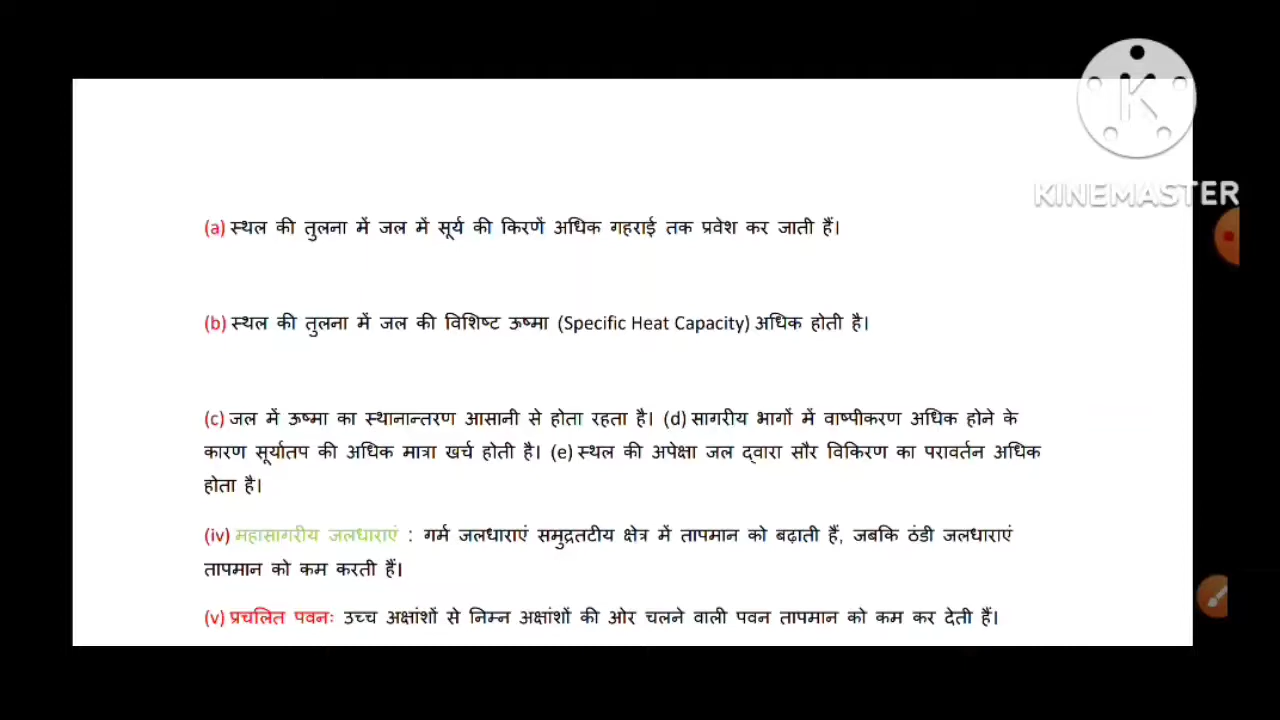 KINEMASTER
(a) स्थल की तुलना में जल में सूर्य की किरणें अधिक गहराई तक प्रवेश कर जाती हैं।
(b) स्थल की तुलना में जल की विशिष्ट ऊष्मा (Specific Heat Capacity) अधिक होती है।
(c) जल में ऊष्मा का स्थानान्तरण आसानी से होता रहता है। (d) सागरीय भागों में वाष्पीकरण अधिक होने के
कारण सूर्यातप की अधिक मात्रा खर्च होती है। (e) स्थल की अपेक्षा जल द्वारा सौर विकिरण का परावर्तन अधिक
होता है।
(iv) महासागरीय जलधाराएं : गर्म जलधाराएं समुद्रतटीय क्षेत्र में तापमान को बढ़ाती हैं, जबकि ठंडी जलधाराएं
तापमान को कम करती हैं।
(v) प्रचलित पवनः उच्च अक्षांशों से निम्न अक्षांशों की ओर चलने वाली पवन तापमान को कम कर देती हैं।